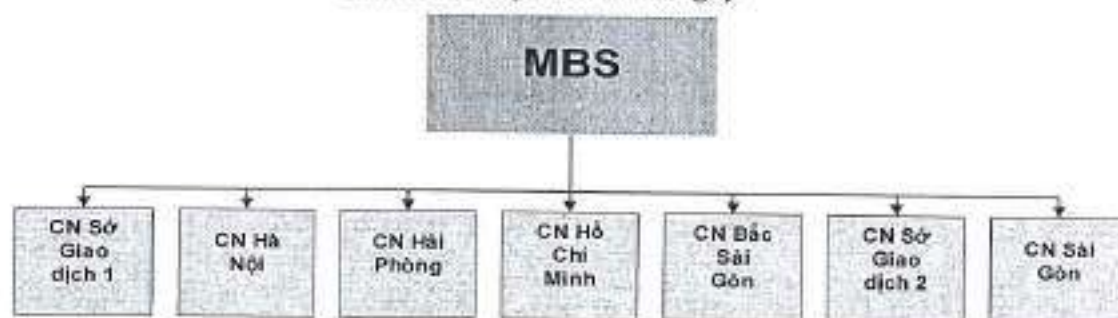 MBS
CN Sở
Giao
dịch 1
CN Hà
Nội
CN Hải
Phòng
CN Hồ
Chí
Minh
CN Bắc
Sài
Gòn
CN Sở
Giao
dịch 2
CN Sài
Gòn